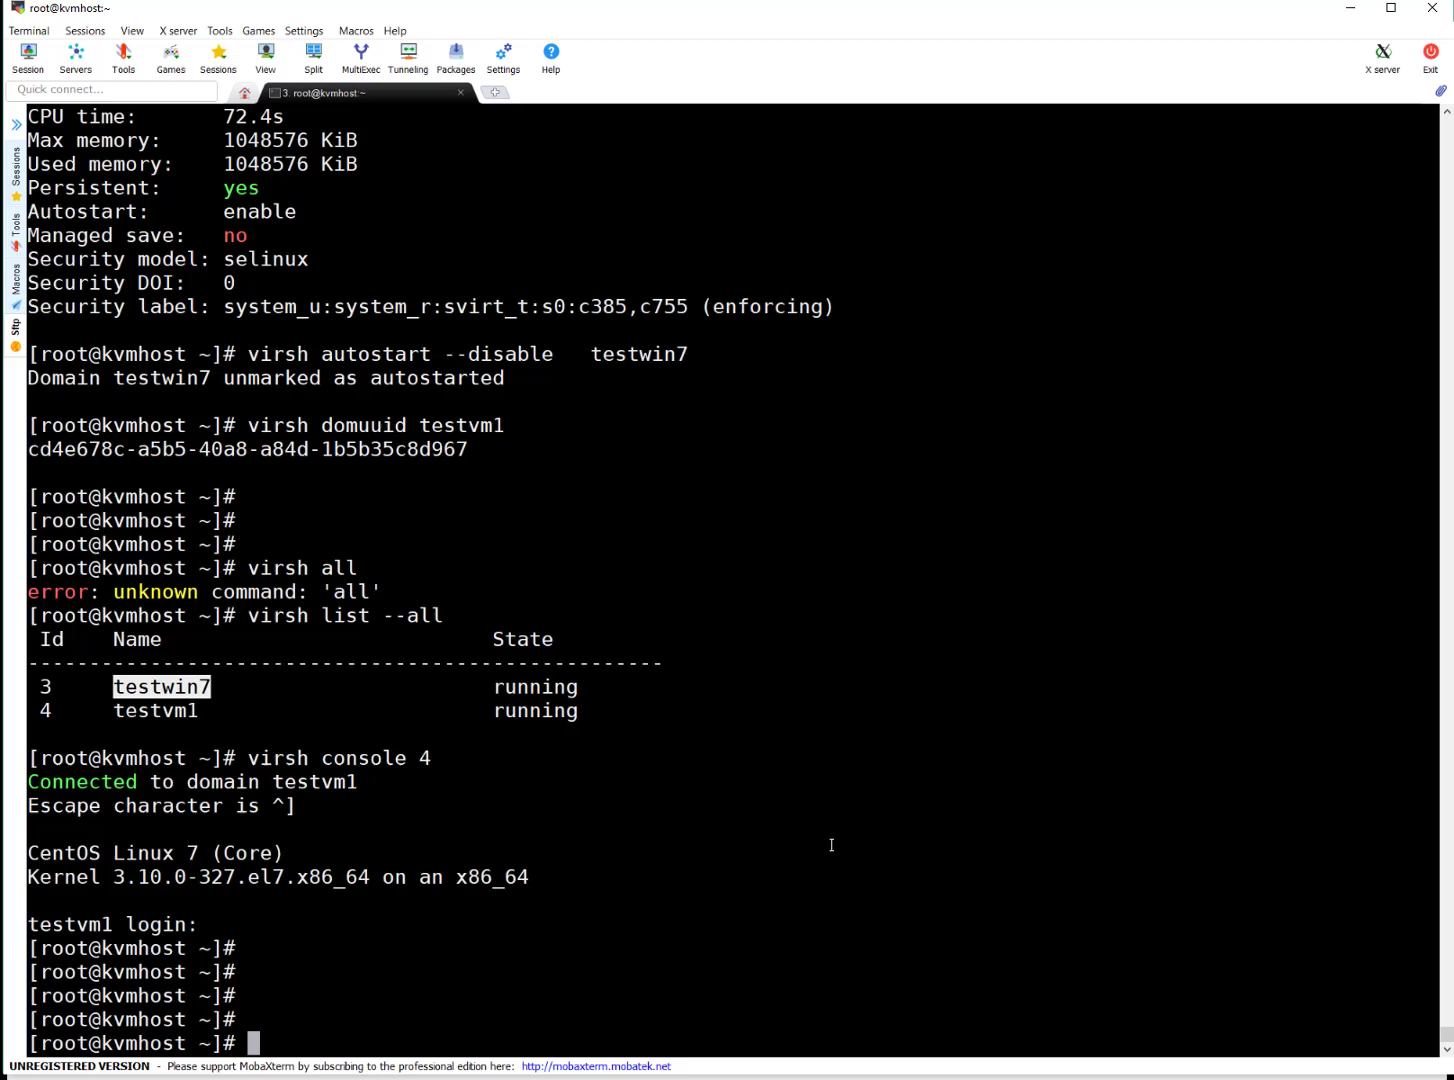 root@kvmhost:~
Terminal Sessions View X server Tools Games Settings Macros Help
Session Servers Tools Games Sessions View Split MultiExec Tunneling Packages Settings Help X server Exit
Quick connect... 3. root@kvmhost:~
Sessions
Tools
Macros
Sftp
CPU time: 72.4s
Max memory: 1048576 KiB
Used memory: 1048576 KiB
Persistent: yes
Autostart: enable
Managed save: no
Security model: selinux
Security DOI: 0
Security label: system_u:system_r:svirt_t:s0:c385,c755 (enforcing)
[root@kvmhost ~]# virsh autostart --disable testwin7
Domain testwin7 unmarked as autostarted
[root@kvmhost ~]# virsh domuuid testvm1
cd4e678c-a5b5-40a8-a84d-1b5b35c8d967
[root@kvmhost ~]#
[root@kvmhost ~]#
[root@kvmhost ~]#
[root@kvmhost ~]# virsh all
error: unknown command: 'all'
[root@kvmhost ~]# virsh list --all
Id Name State
----------------------------------------------------
3 testwin7 running
4 testvm1 running
[root@kvmhost ~]# virsh console 4
Connected to domain testvm1
Escape character is ^]
CentOS Linux 7 (Core)
Kernel 3.10.0-327.el7.x86_64 on an x86_64
testvm1 login:
[root@kvmhost ~]#
[root@kvmhost ~]#
[root@kvmhost ~]#
[root@kvmhost ~]#
[root@kvmhost ~]#
UNREGISTERED VERSION - Please support MobaXterm by subscribing to the professional edition here: http://mobaxterm.mobatek.net